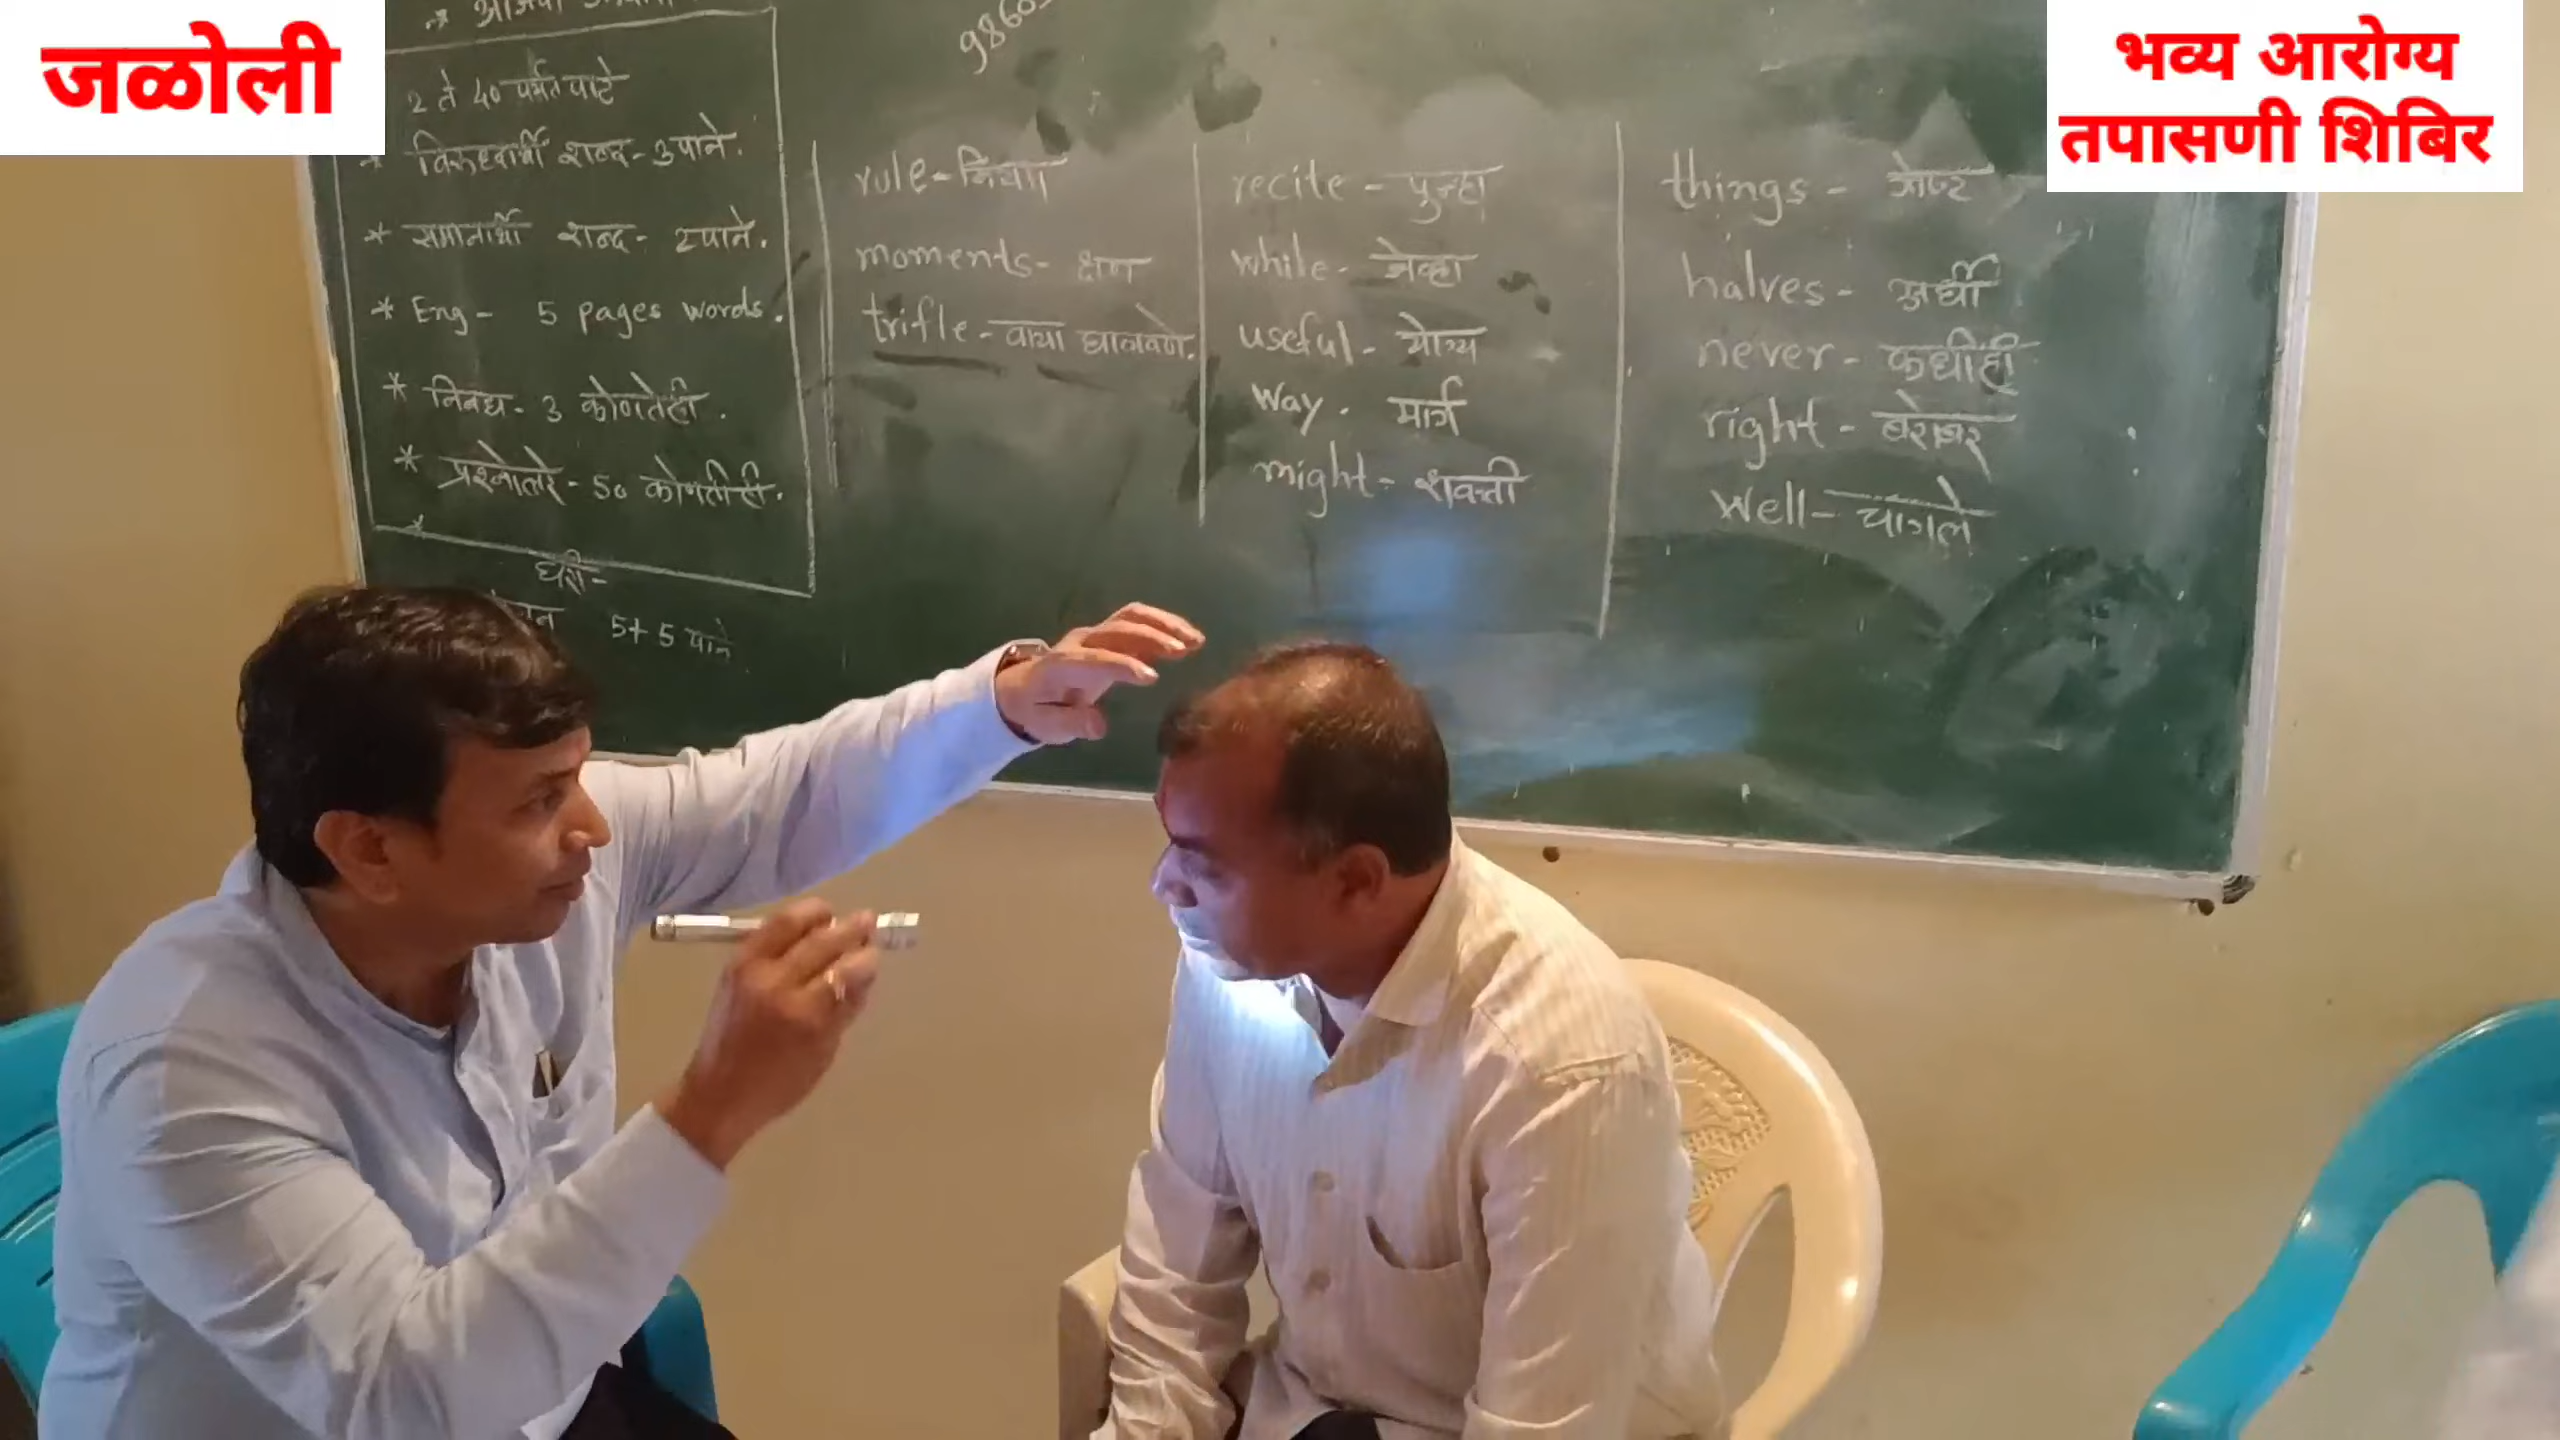 जळोली
भव्य आरोग्य
तपासणी शिबिर
9860
2 ते 40 पर्यंत पाढे
* विरुध्दार्थी शब्द - 3 पाने.
* समानार्थी शब्द - 2 पाने.
* Eng - 5 pages words.
* निबंध - 3 कोणतेही.
* प्रश्नोत्तरे - 50 कोणतीही.
*
घरी -
5+5 पाने
rule - नियम
moments - क्षण
trifle - वाया घालवणे.
recite - पुन्हा
while - जेव्हा
useful - योग्य
way - मार्ग
might - शक्ती
things - गोष्ट
halves - अर्धी
never - कधीही
right - बरोबर
well - चांगले